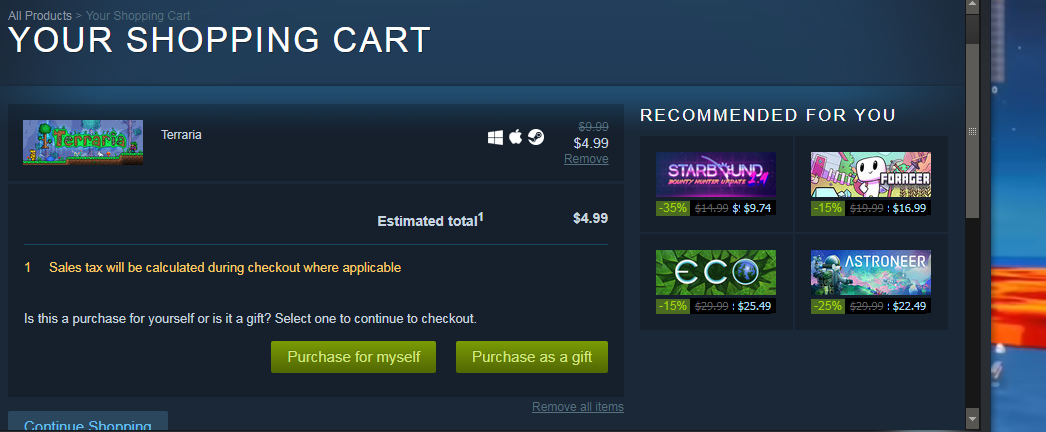 All Products > Your Shopping Cart
YOUR SHOPPING CART
Terraria
Terraria
$9.99
$4.99
Remove
Estimated total1
$4.99
1 Sales tax will be calculated during checkout where applicable
Is this a purchase for yourself or is it a gift? Select one to continue to checkout.
Purchase for myself
Purchase as a gift
Remove all items
Continue Shopping
RECOMMENDED FOR YOU
STARBOUND
BOUNTY HUNTER UPDATE 1.4
-35% $14.99 $ $9.74
FORAGER
-15% $19.99 : $16.99
ECO
-15% $29.99 : $25.49
ASTRONEER
-25% $29.99 : $22.49